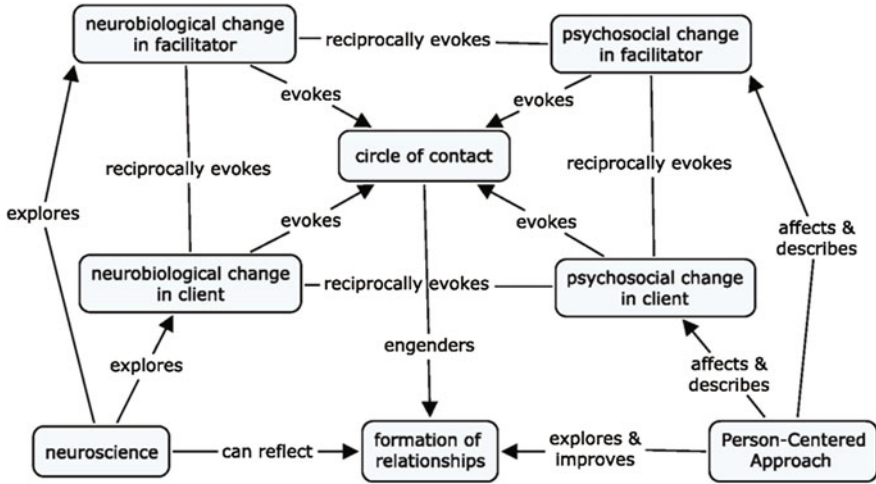 neurobiological change
in facilitator
reciprocally evokes
psychosocial change
in facilitator
evokes
evokes
circle of contact
reciprocally evokes
reciprocally evokes
explores
evokes
evokes
affects &
describes
neurobiological change
in client
reciprocally evokes
psychosocial change
in client
engenders
explores
affects &
describes
neuroscience
can reflect
formation of
relationships
explores &
improves
Person-Centered
Approach